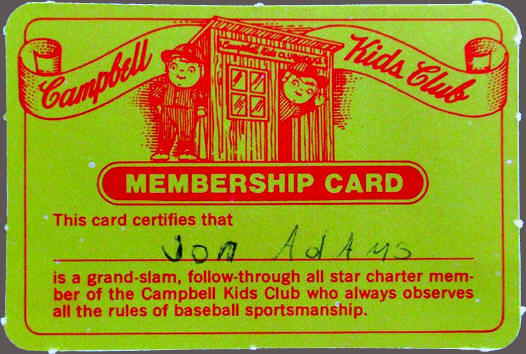 Campbell Kids Club
Campbell Kids Club
MEMBERSHIP CARD
This card certifies that
Jon Adams
is a grand-slam, follow-through all star charter mem-
ber of the Campbell Kids Club who always observes
all the rules of baseball sportsmanship.